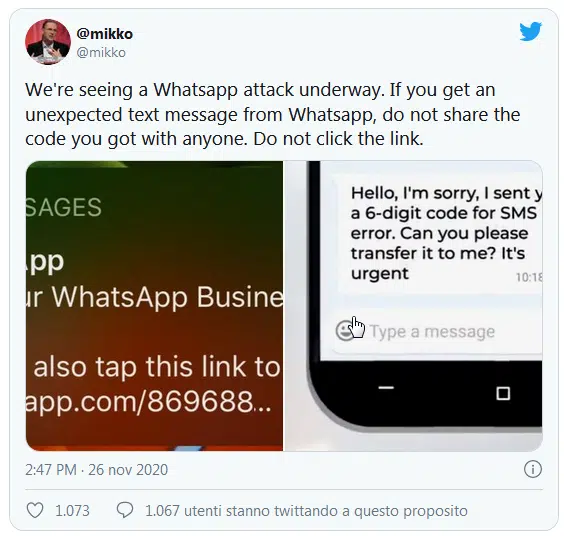 @mikko
@mikko
We're seeing a Whatsapp attack underway. If you get an
unexpected text message from Whatsapp, do not share the
code you got with anyone. Do not click the link.
SAGES
App
ur WhatsApp Busine
also tap this link to
app.com/869688...
Hello, I'm sorry, I sent y
a 6-digit code for SMS
error. Can you please
transfer it to me? It's
urgent
10:18
Type a message
2:47 PM · 26 nov 2020
1.073
1.067 utenti stanno twittando a questo proposito